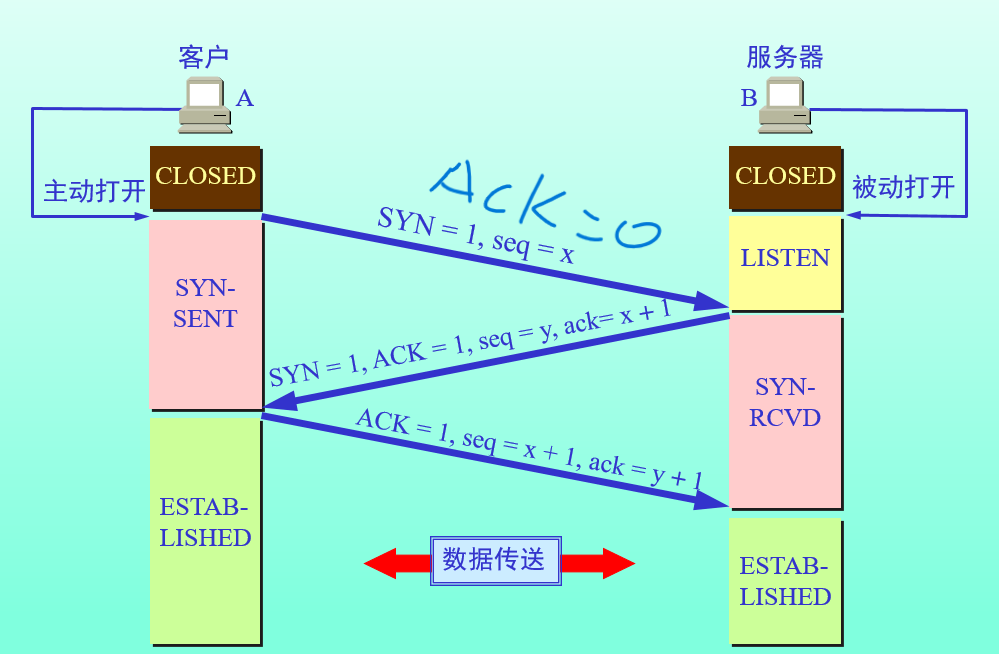 客户
服务器
A
B
CLOSED
CLOSED
主动打开
被动打开
Ack=0
SYN = 1, seq = x
LISTEN
SYN-
SENT
SYN = 1, ACK = 1, seq = y, ack= x + 1
SYN-
RCVD
ACK = 1, seq = x + 1, ack = y + 1
ESTAB-
LISHED
数据传送
ESTAB-
LISHED